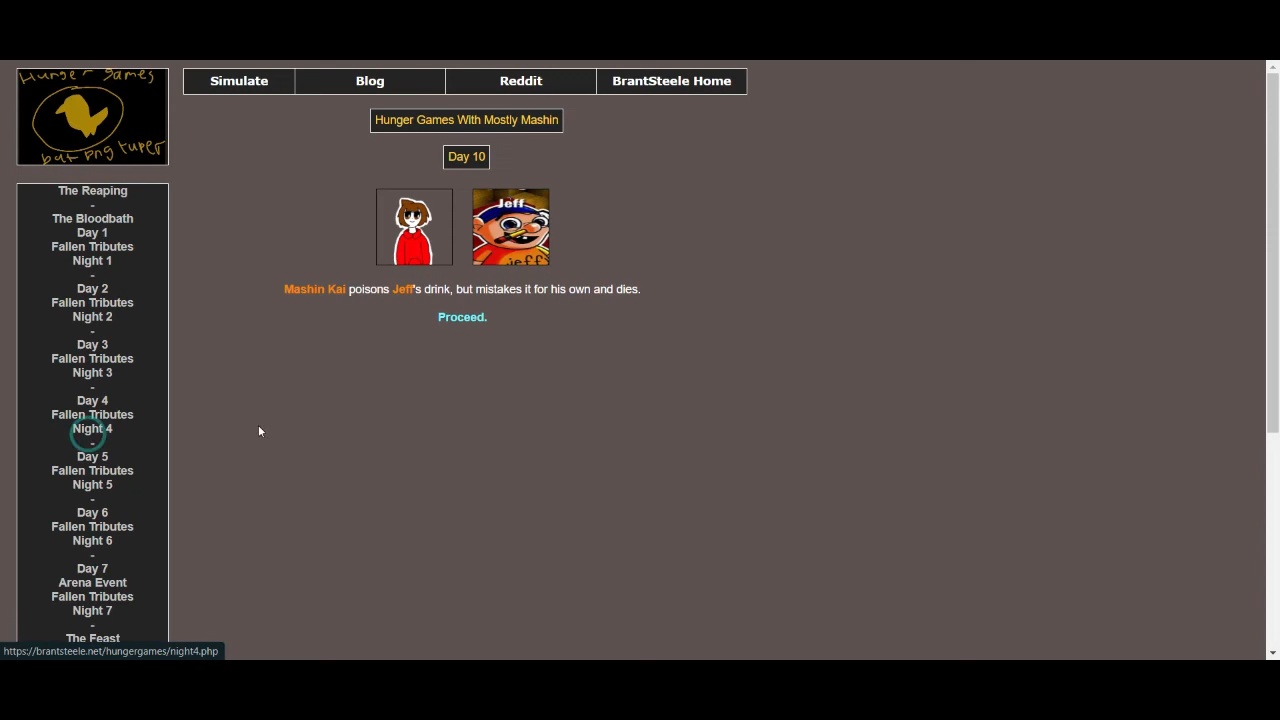 Hunger games
bat png tuper
Simulate
Blog
Reddit
BrantSteele Home
Hunger Games With Mostly Mashin
Day 10
Jeff
jeff
Mashin Kai poisons Jeff's drink, but mistakes it for his own and dies.
Proceed.
The Reaping
-
The Bloodbath
Day 1
Fallen Tributes
Night 1
-
Day 2
Fallen Tributes
Night 2
-
Day 3
Fallen Tributes
Night 3
-
Day 4
Fallen Tributes
Night 4
-
Day 5
Fallen Tributes
Night 5
-
Day 6
Fallen Tributes
Night 6
-
Day 7
Arena Event
Fallen Tributes
Night 7
-
The Feast
https://brantsteele.net/hungergames/night4.php